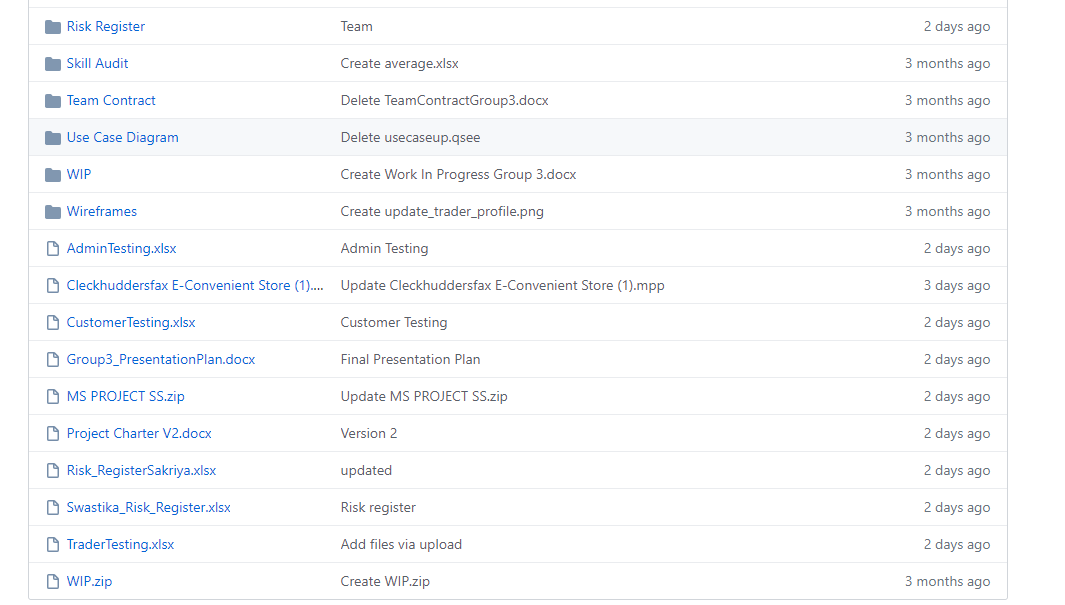 Risk Register Team 2 days ago
Skill Audit Create average.xlsx 3 months ago
Team Contract Delete TeamContractGroup3.docx 3 months ago
Use Case Diagram Delete usecaseup.qsee 3 months ago
WIP Create Work In Progress Group 3.docx 3 months ago
Wireframes Create update_trader_profile.png 3 months ago
AdminTesting.xlsx Admin Testing 2 days ago
Cleckhuddersfax E-Convenient Store (1).... Update Cleckhuddersfax E-Convenient Store (1).mpp 3 days ago
CustomerTesting.xlsx Customer Testing 2 days ago
Group3_PresentationPlan.docx Final Presentation Plan 2 days ago
MS PROJECT SS.zip Update MS PROJECT SS.zip 2 days ago
Project Charter V2.docx Version 2 2 days ago
Risk_RegisterSakriya.xlsx updated 2 days ago
Swastika_Risk_Register.xlsx Risk register 2 days ago
TraderTesting.xlsx Add files via upload 2 days ago
WIP.zip Create WIP.zip 3 months ago